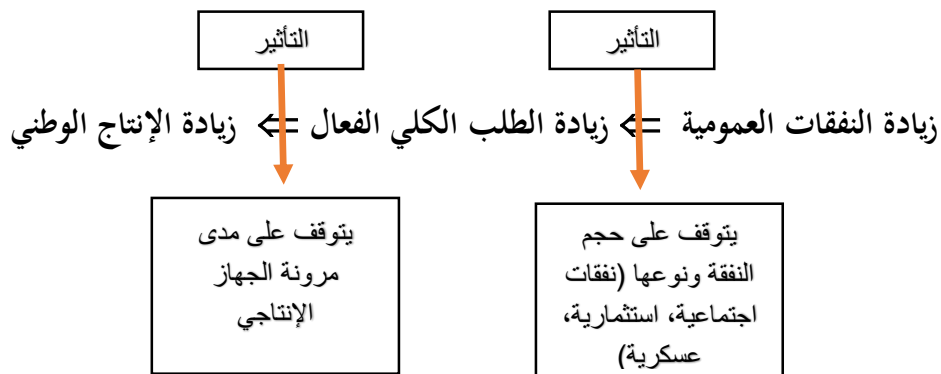 التأثير
التأثير
زيادة النفقات العمومية ⇐ زيادة الطلب الكلي الفعال ⇐ زيادة الإنتاج الوطني
يتوقف على حجم
النفقة ونوعها (نفقات
اجتماعية، استثمارية،
عسكرية)
يتوقف على مدى
مرونة الجهاز
الإنتاجي